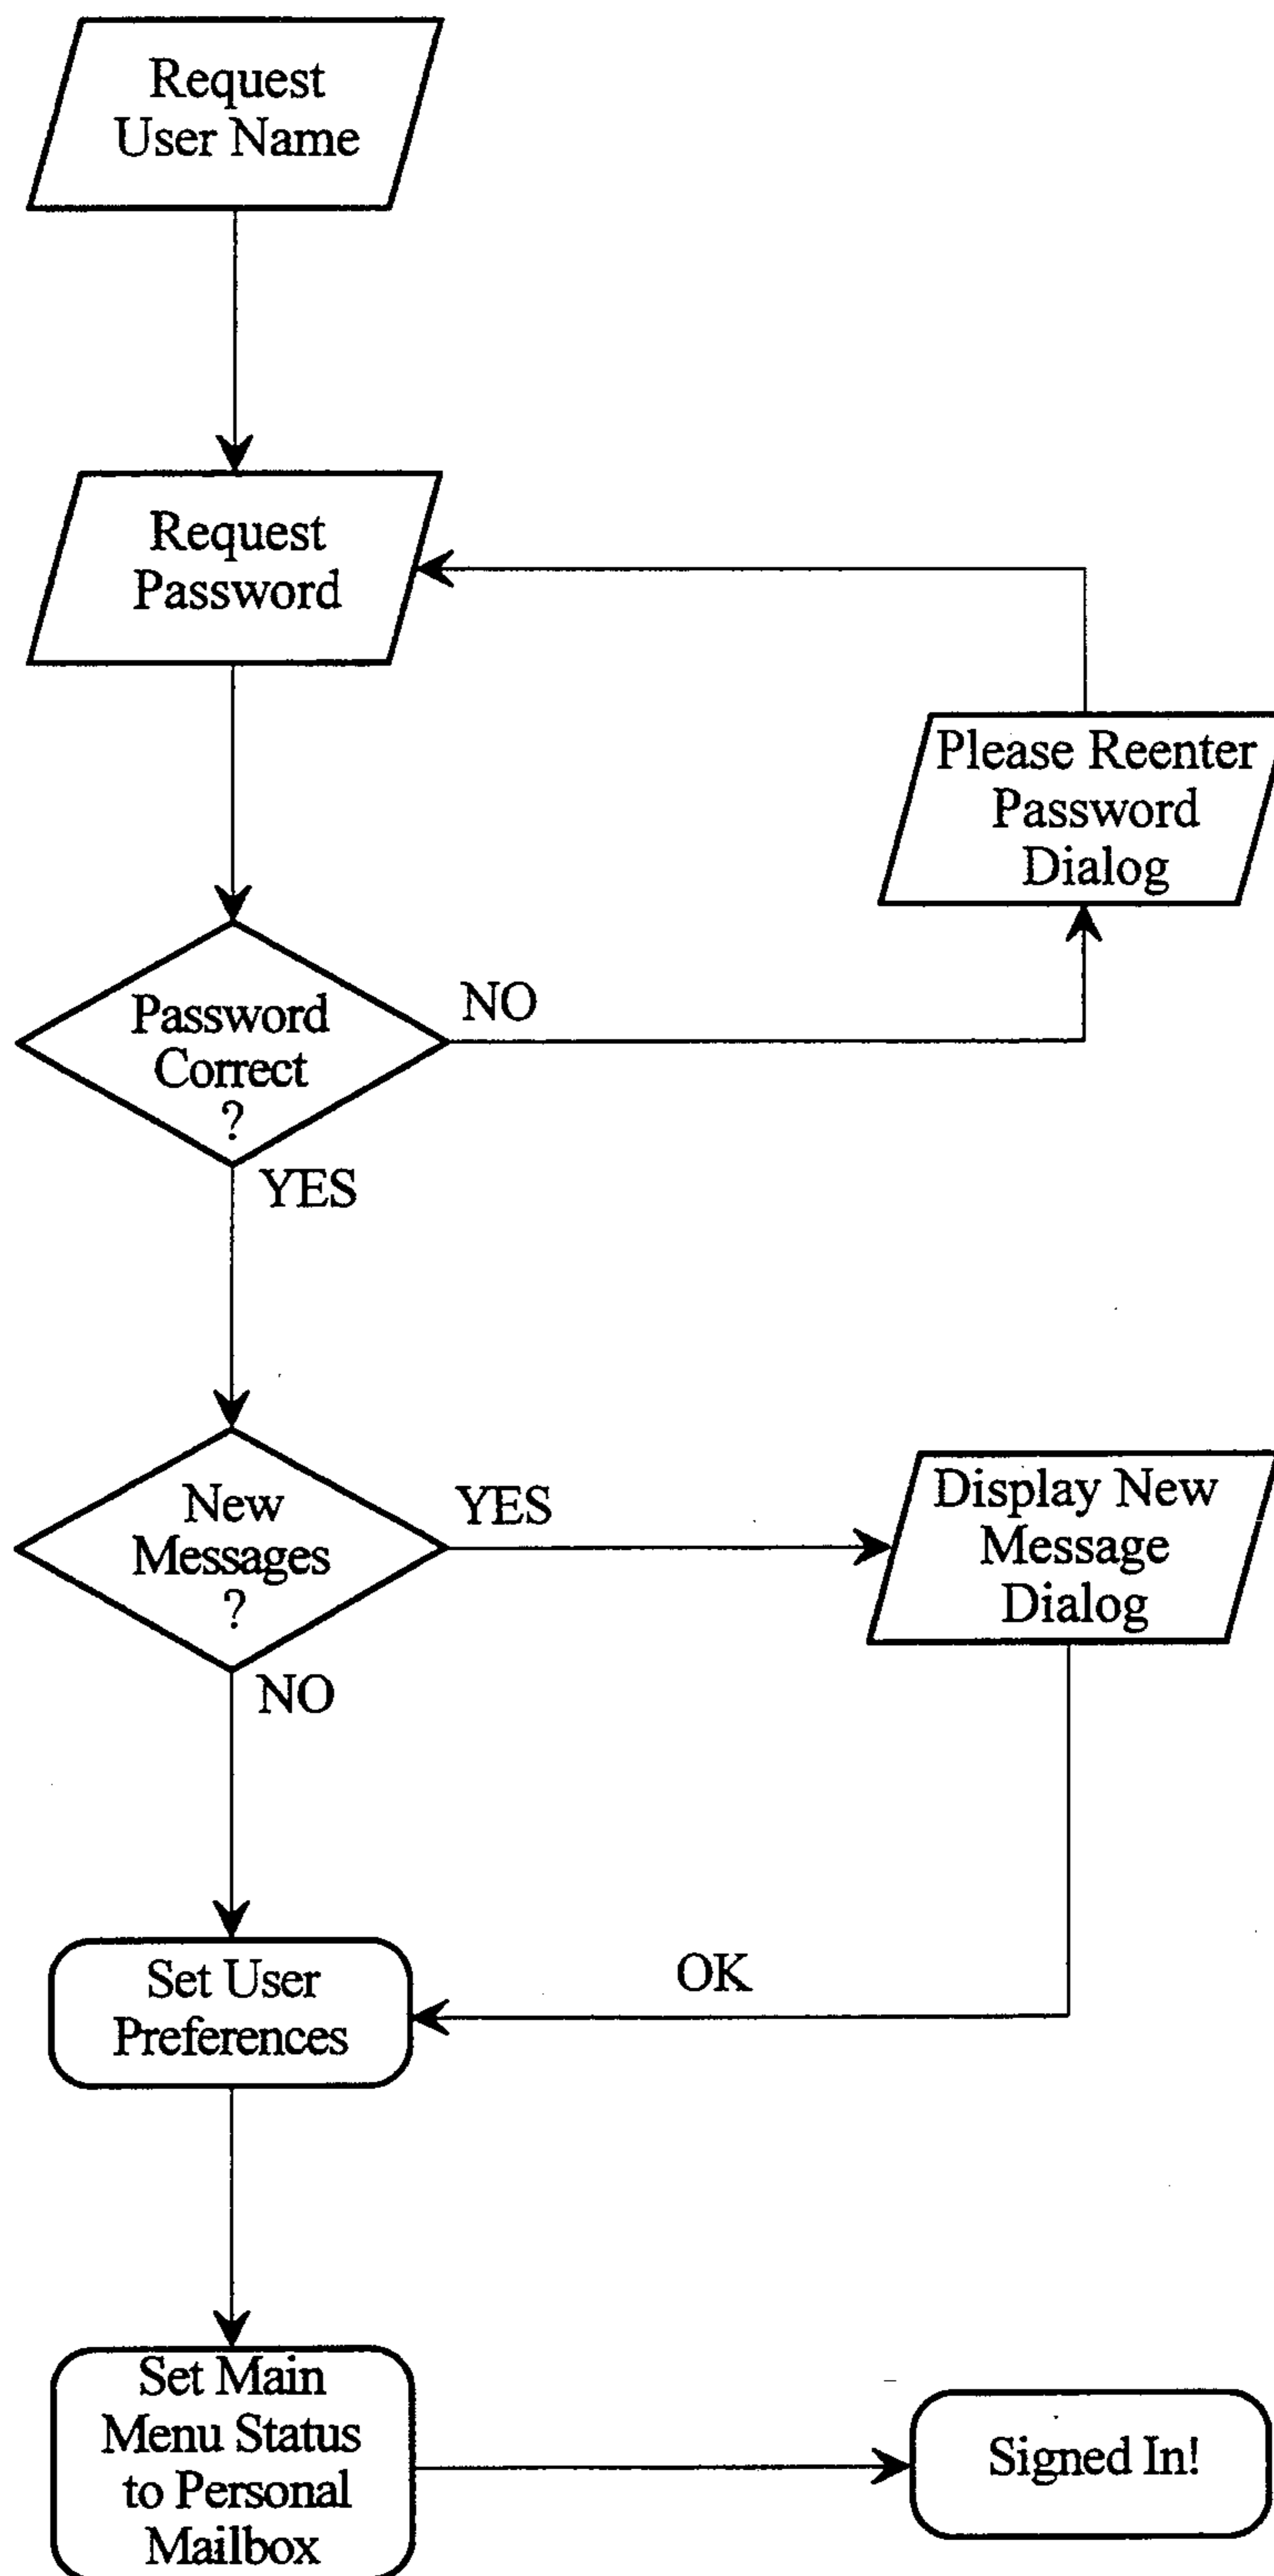 Request
User Name
Request
Password
Please Reenter
Password
Dialog
Password
Correct
?
NO
YES
New
Messages
?
YES
NO
Display New
Message
Dialog
Set User
Preferences
OK
Set Main
Menu Status
to Personal
Mailbox
Signed In!